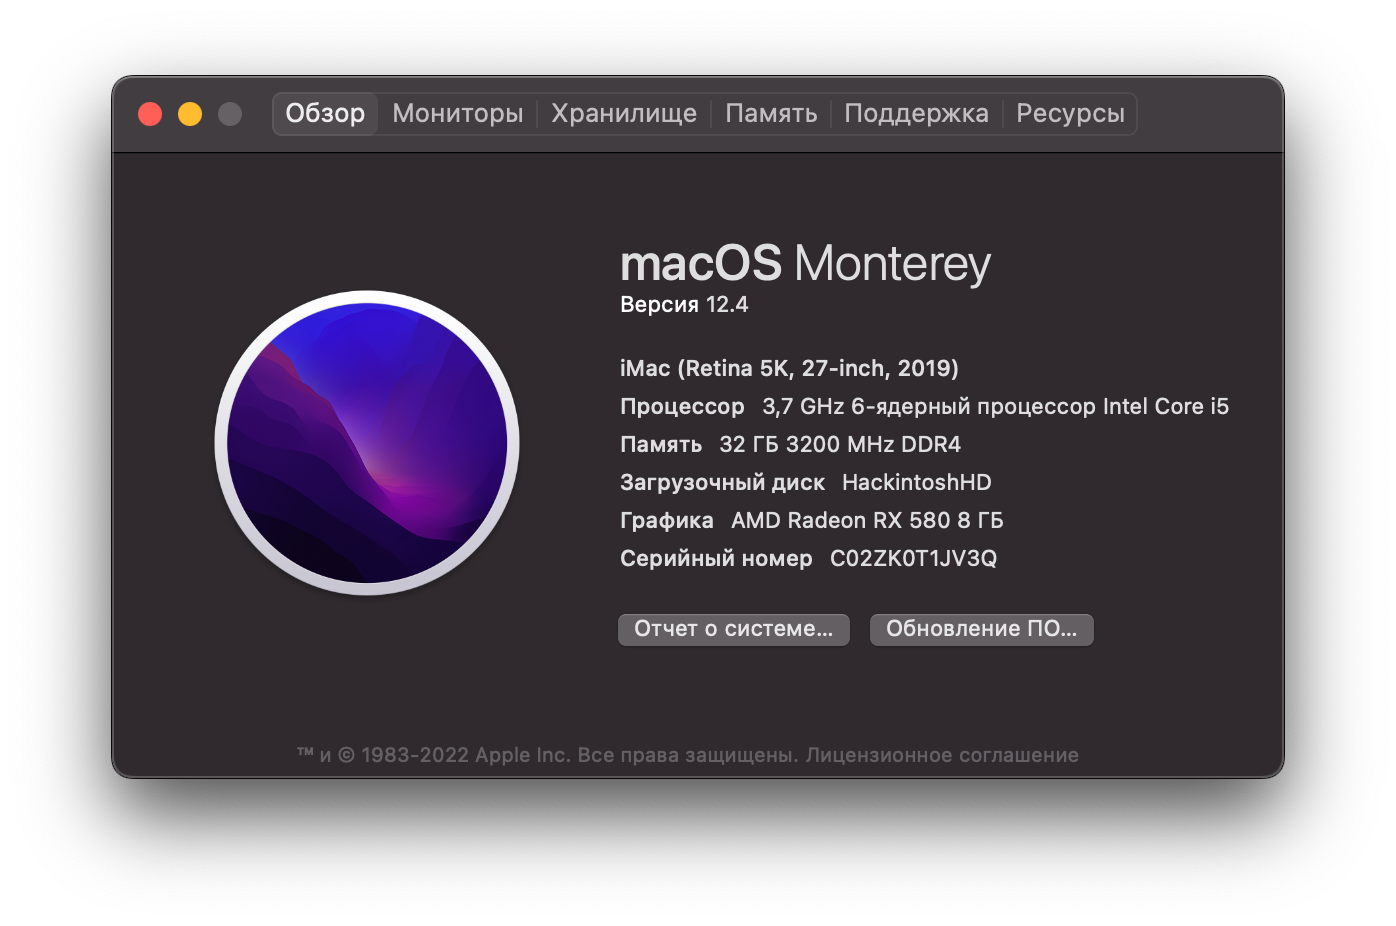 Обзор Мониторы Хранилище Память Поддержка Ресурсы
macOS Monterey
Версия 12.4
iMac (Retina 5K, 27-inch, 2019)
Процессор 3,7 GHz 6-ядерный процессор Intel Core i5
Память 32 ГБ 3200 MHz DDR4
Загрузочный диск HackintoshHD
Графика AMD Radeon RX 580 8 ГБ
Серийный номер C02ZK0T1JV3Q
Отчет о системе... Обновление ПО...
™ и © 1983-2022 Apple Inc. Все права защищены. Лицензионное соглашение